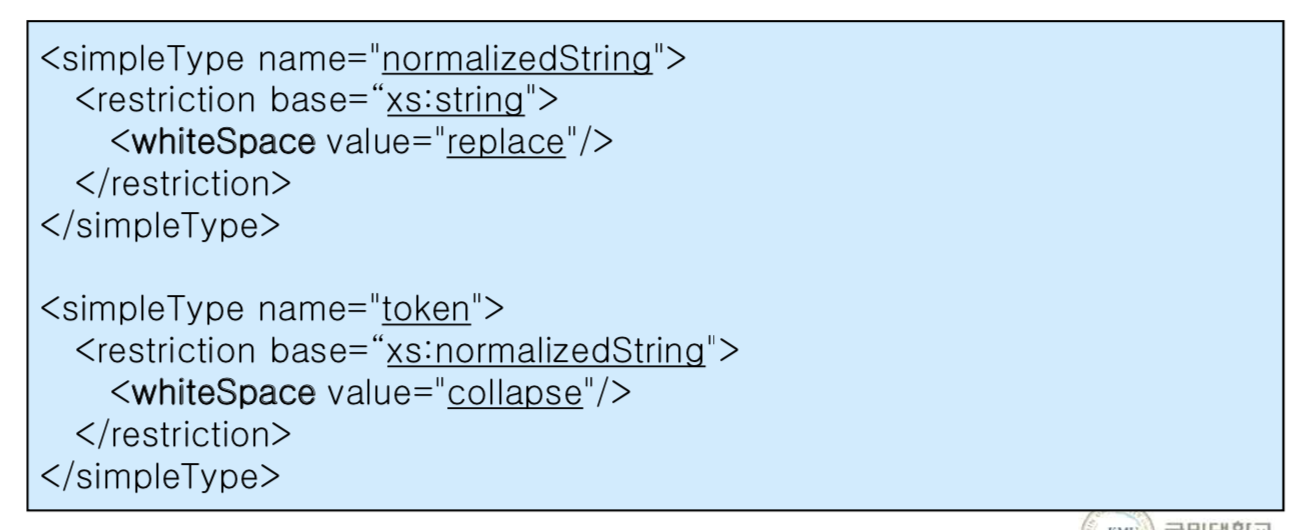 <simpleType name="normalizedString">
  <restriction base=“xs:string">
    <whiteSpace value="replace"/>
  </restriction>
</simpleType>
<simpleType name="token">
  <restriction base=“xs:normalizedString">
    <whiteSpace value="collapse"/>
  </restriction>
</simpleType>